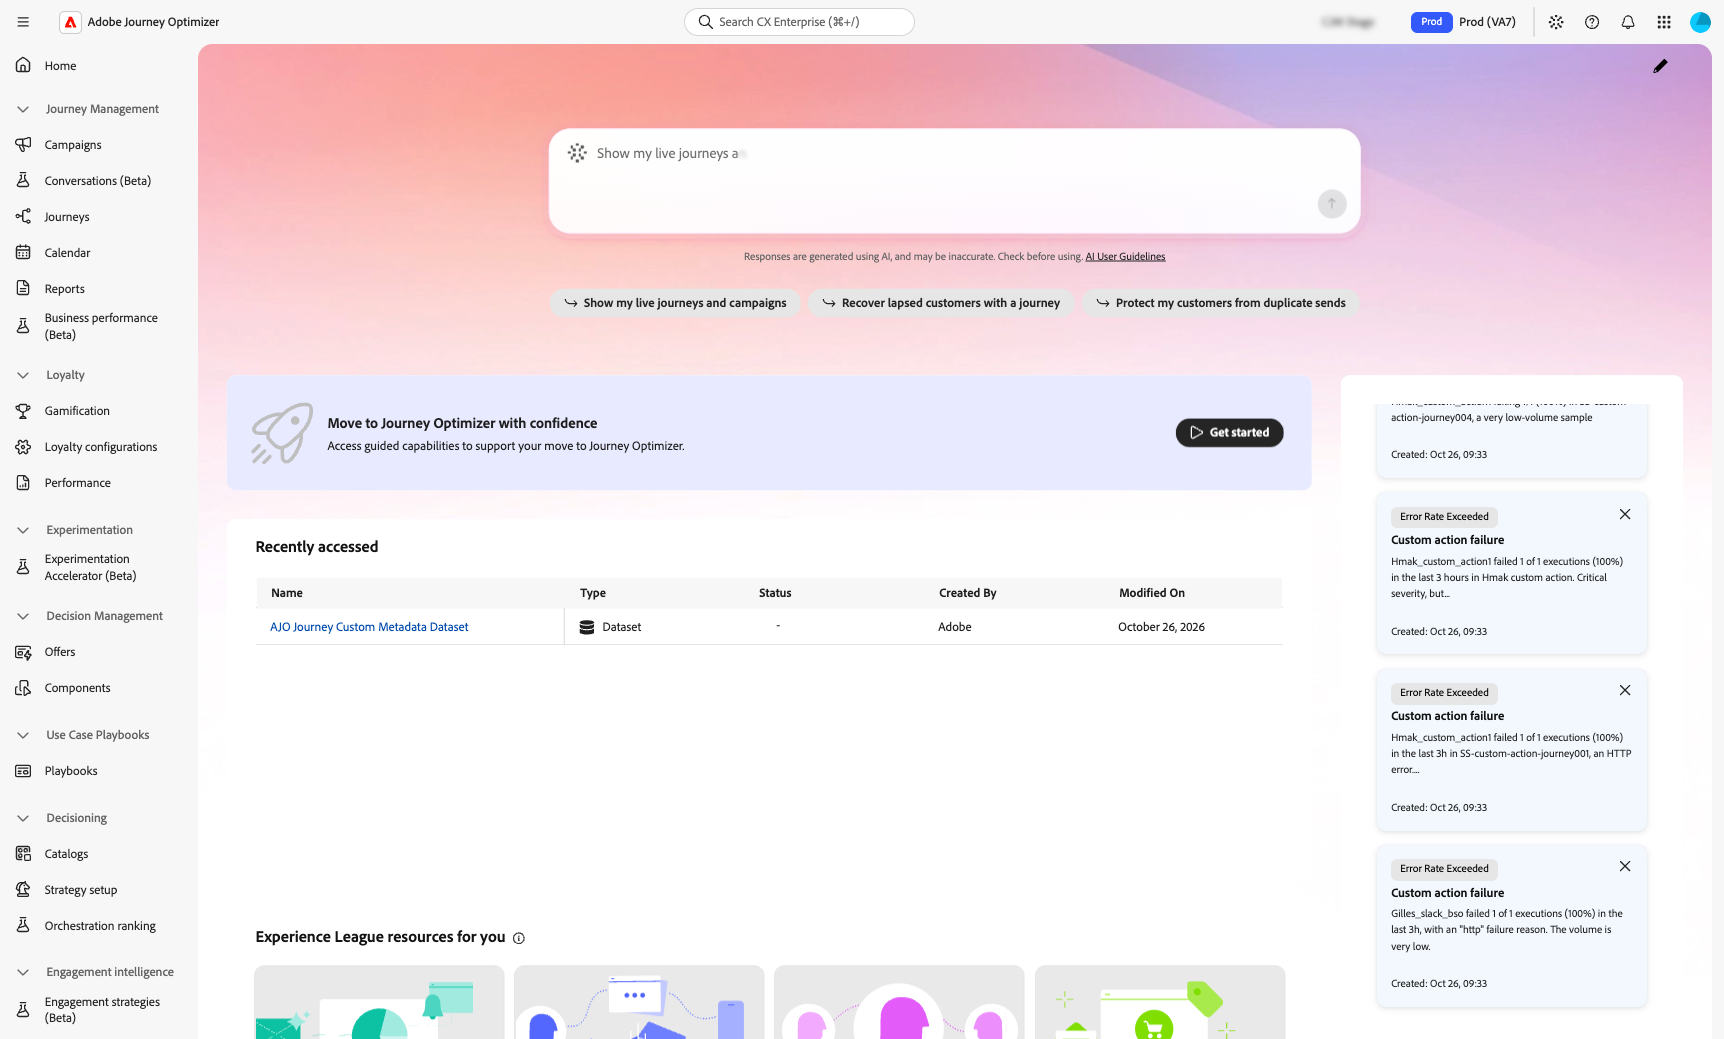 Adobe Journey Optimizer
Search CX Enterprise (⌘+/)
Prod
Prod (VA7)
Home
Journey Management
Campaigns
Conversations (Beta)
Journeys
Calendar
Reports
Business performance
(Beta)
Loyalty
Gamification
Loyalty configurations
Performance
Experimentation
Experimentation
Accelerator (Beta)
Decision Management
Offers
Components
Use Case Playbooks
Playbooks
Decisioning
Catalogs
Strategy setup
Orchestration ranking
Engagement intelligence
Engagement strategies
(Beta)
Show my live journeys an
Responses are generated using AI, and may be inaccurate. Check before using. AI User Guidelines
Show my live journeys and campaigns
Recover lapsed customers with a journey
Protect my customers from duplicate sends
Move to Journey Optimizer with confidence
Access guided capabilities to support your move to Journey Optimizer.
Get started
Recently accessed
Name Type Status Created By Modified On
AJO Journey Custom Metadata Dataset Dataset - Adobe October 26, 2026
Experience League resources for you
action-journey004, a very low-volume sample
Created: Oct 26, 09:33
Error Rate Exceeded
Custom action failure
Hmak_custom_action1 failed 1 of 1 executions (100%)
in the last 3 hours in Hmak custom action. Critical
severity, but...
Created: Oct 26, 09:33
Error Rate Exceeded
Custom action failure
Hmak_custom_action1 failed 1 of 1 executions (100%)
in the last 3h in SS-custom-action-journey001, an HTTP
error....
Created: Oct 26, 09:33
Error Rate Exceeded
Custom action failure
Gilles_slack_bso failed 1 of 1 executions (100%) in the
last 3h, with an "http" failure reason. The volume is
very low.
Created: Oct 26, 09:33